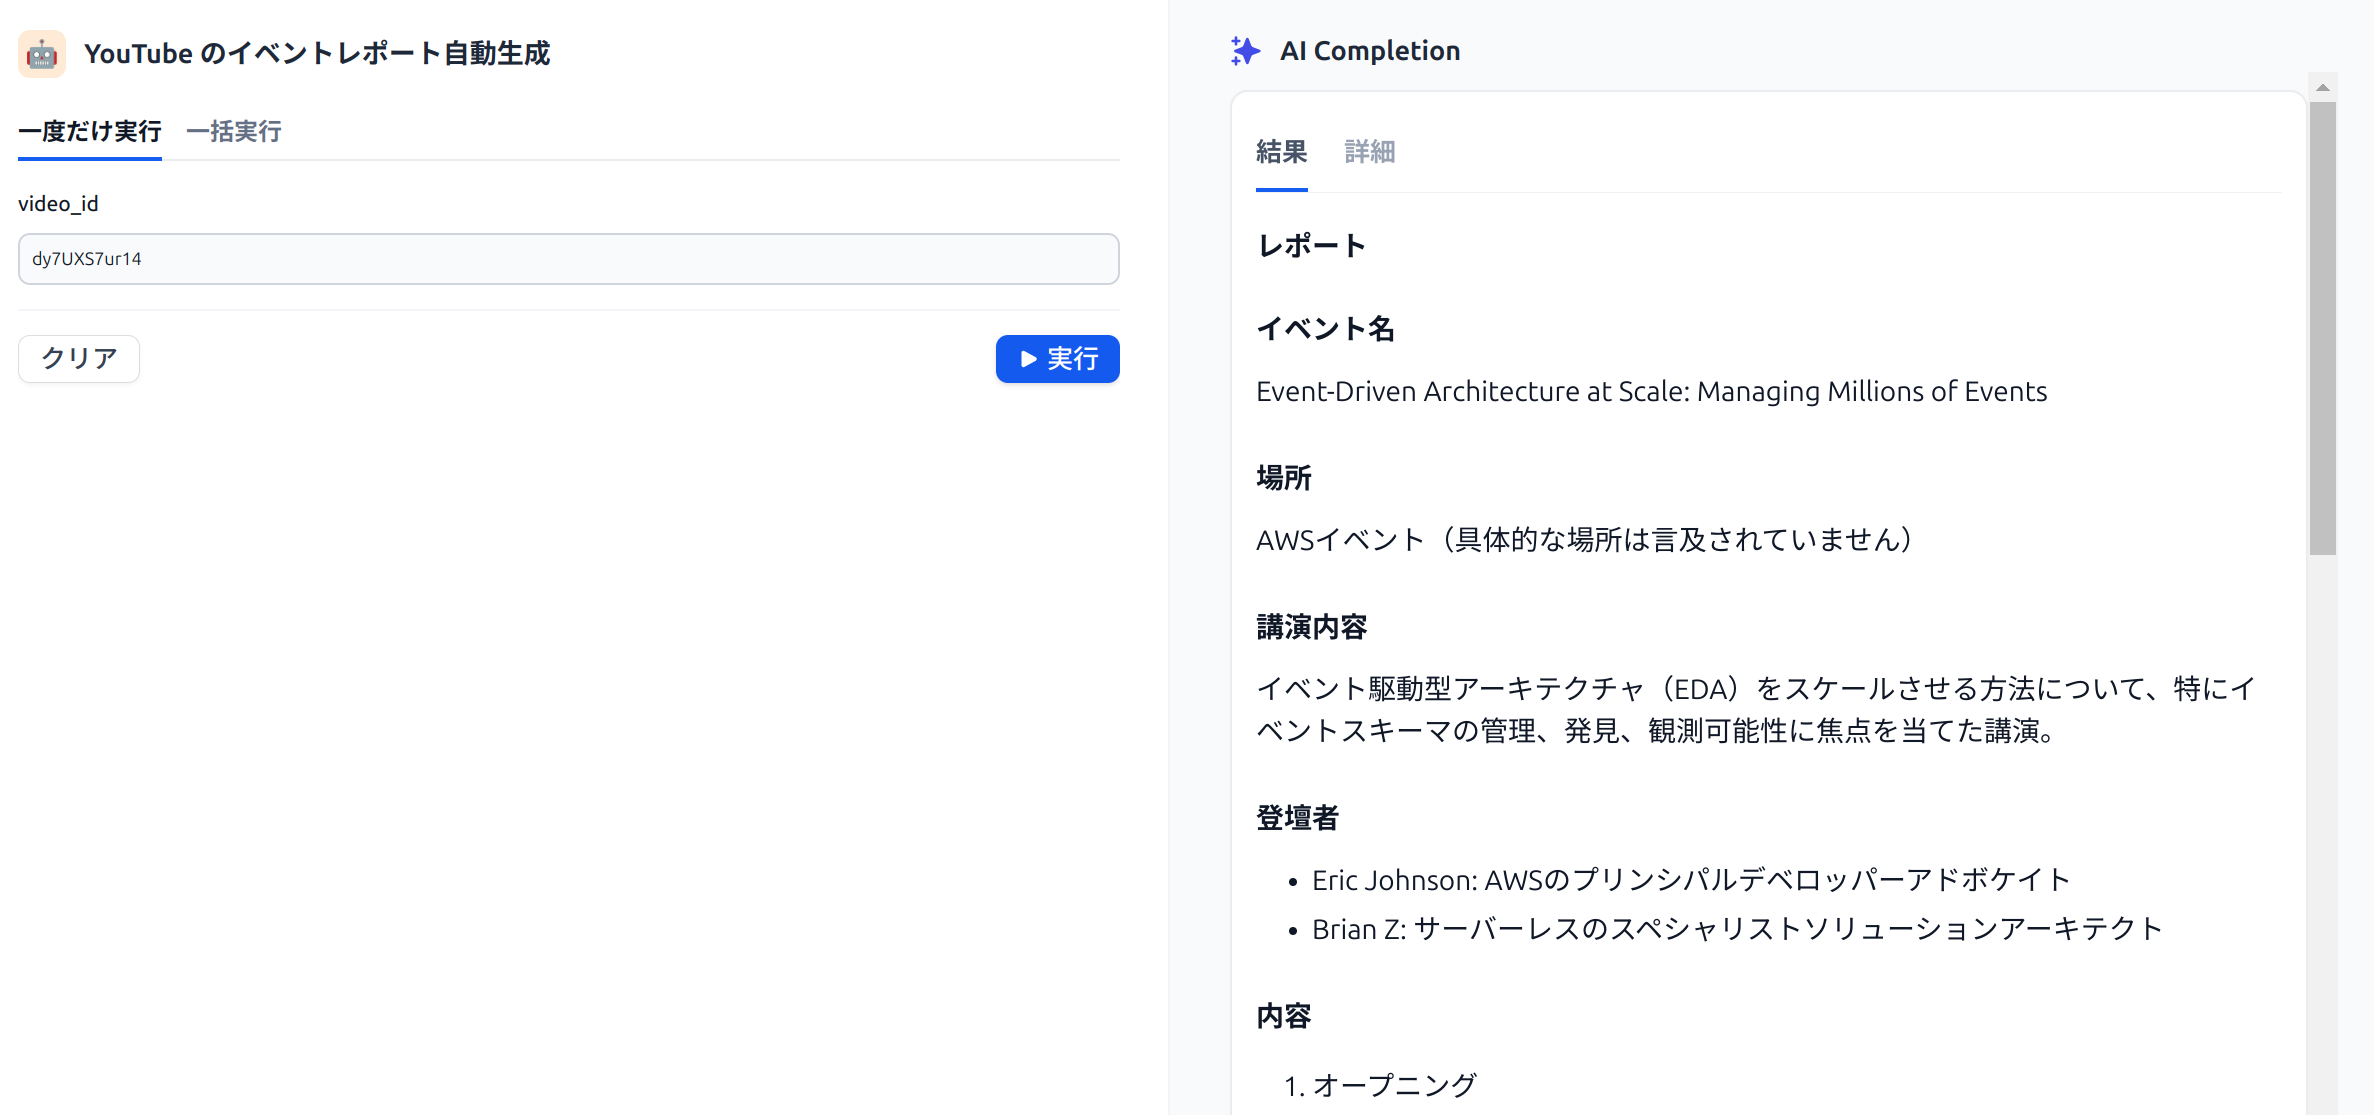 YouTube のイベントレポート自動生成
一度だけ実行 一括実行
video_id
dy7UXS7ur14
クリア
実行
AI Completion
結果 詳細
レポート
イベント名
Event-Driven Architecture at Scale: Managing Millions of Events
場所
AWSイベント（具体的な場所は言及されていません）
講演内容
イベント駆動型アーキテクチャ（EDA）をスケールさせる方法について、特にイ
ベントスキーマの管理、発見、観測可能性に焦点を当てた講演。
登壇者
• Eric Johnson: AWSのプリンシパルデベロッパーアドボケイト
• Brian Z: サーバーレスのスペシャリストソリューションアーキテクト
内容
1. オープニング